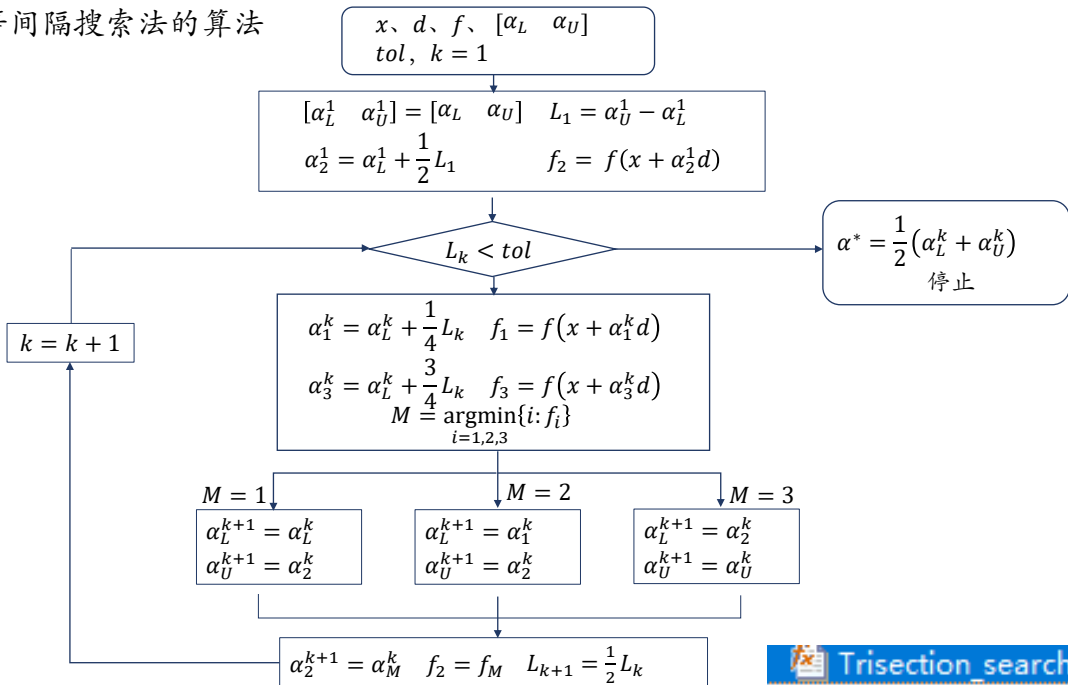 间隔搜索法的算法
x、d、f、[α_L α_U]
tol, k = 1
[α_L^1 α_U^1] = [α_L α_U] L_1 = α_U^1 − α_L^1
α_2^1 = α_L^1 + 1/2 L_1 f_2 = f(x + α_2^1 d)
L_k < tol
α^* = 1/2 (α_L^k + α_U^k)
停止
α_1^k = α_L^k + 1/4 L_k f_1 = f(x + α_1^k d)
α_3^k = α_L^k + 3/4 L_k f_3 = f(x + α_3^k d)
M = argmin{i: f_i}
i=1,2,3
k = k + 1
M = 1
M = 2
M = 3
α_L^{k+1} = α_L^k
α_U^{k+1} = α_2^k
α_L^{k+1} = α_1^k
α_U^{k+1} = α_2^k
α_L^{k+1} = α_2^k
α_U^{k+1} = α_U^k
α_2^{k+1} = α_M^k f_2 = f_M L_{k+1} = 1/2 L_k
Trisection_search